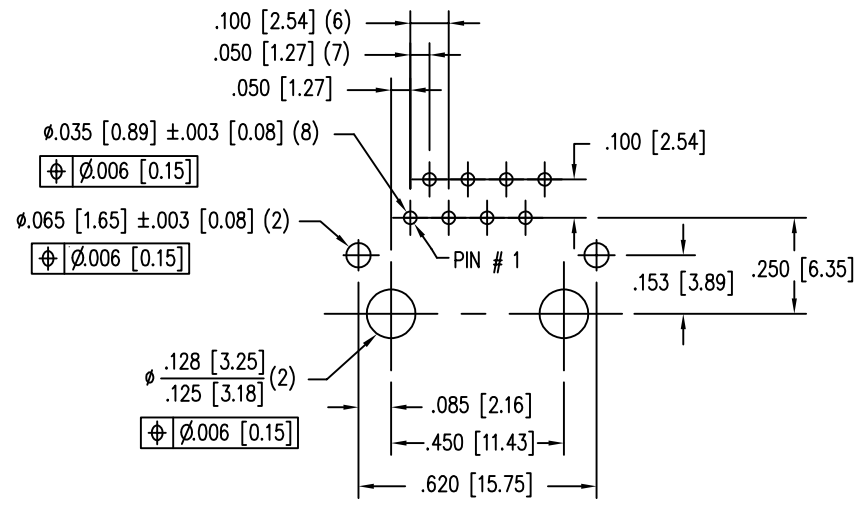 .100 [2.54] (6)
.050 [1.27] (7)
.050 [1.27]
ø.035 [0.89] ±.003 [0.08] (8)
⌖ Ø.006 [0.15]
.100 [2.54]
ø.065 [1.65] ±.003 [0.08] (2)
⌖ Ø.006 [0.15]
PIN # 1
.153 [3.89]
.250 [6.35]
ø .128 [3.25]
.125 [3.18] (2)
⌖ Ø.006 [0.15]
.085 [2.16]
.450 [11.43]
.620 [15.75]